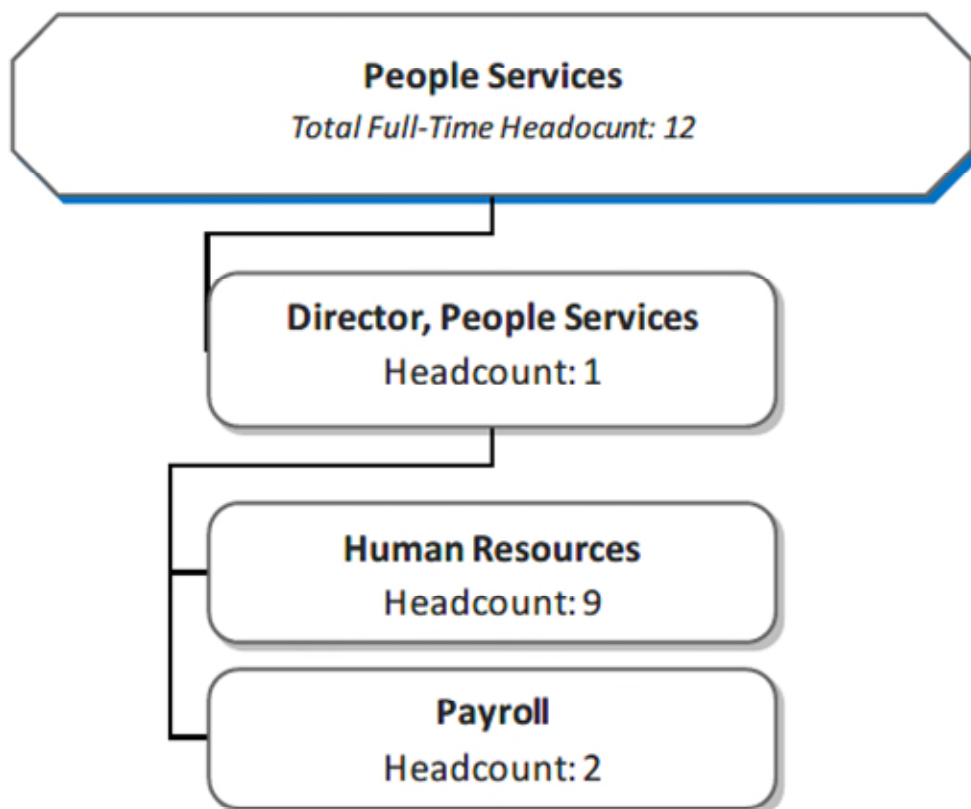 People Services
Total Full-Time Headocunt: 12
Director, People Services
Headcount: 1
Human Resources
Headcount: 9
Payroll
Headcount: 2